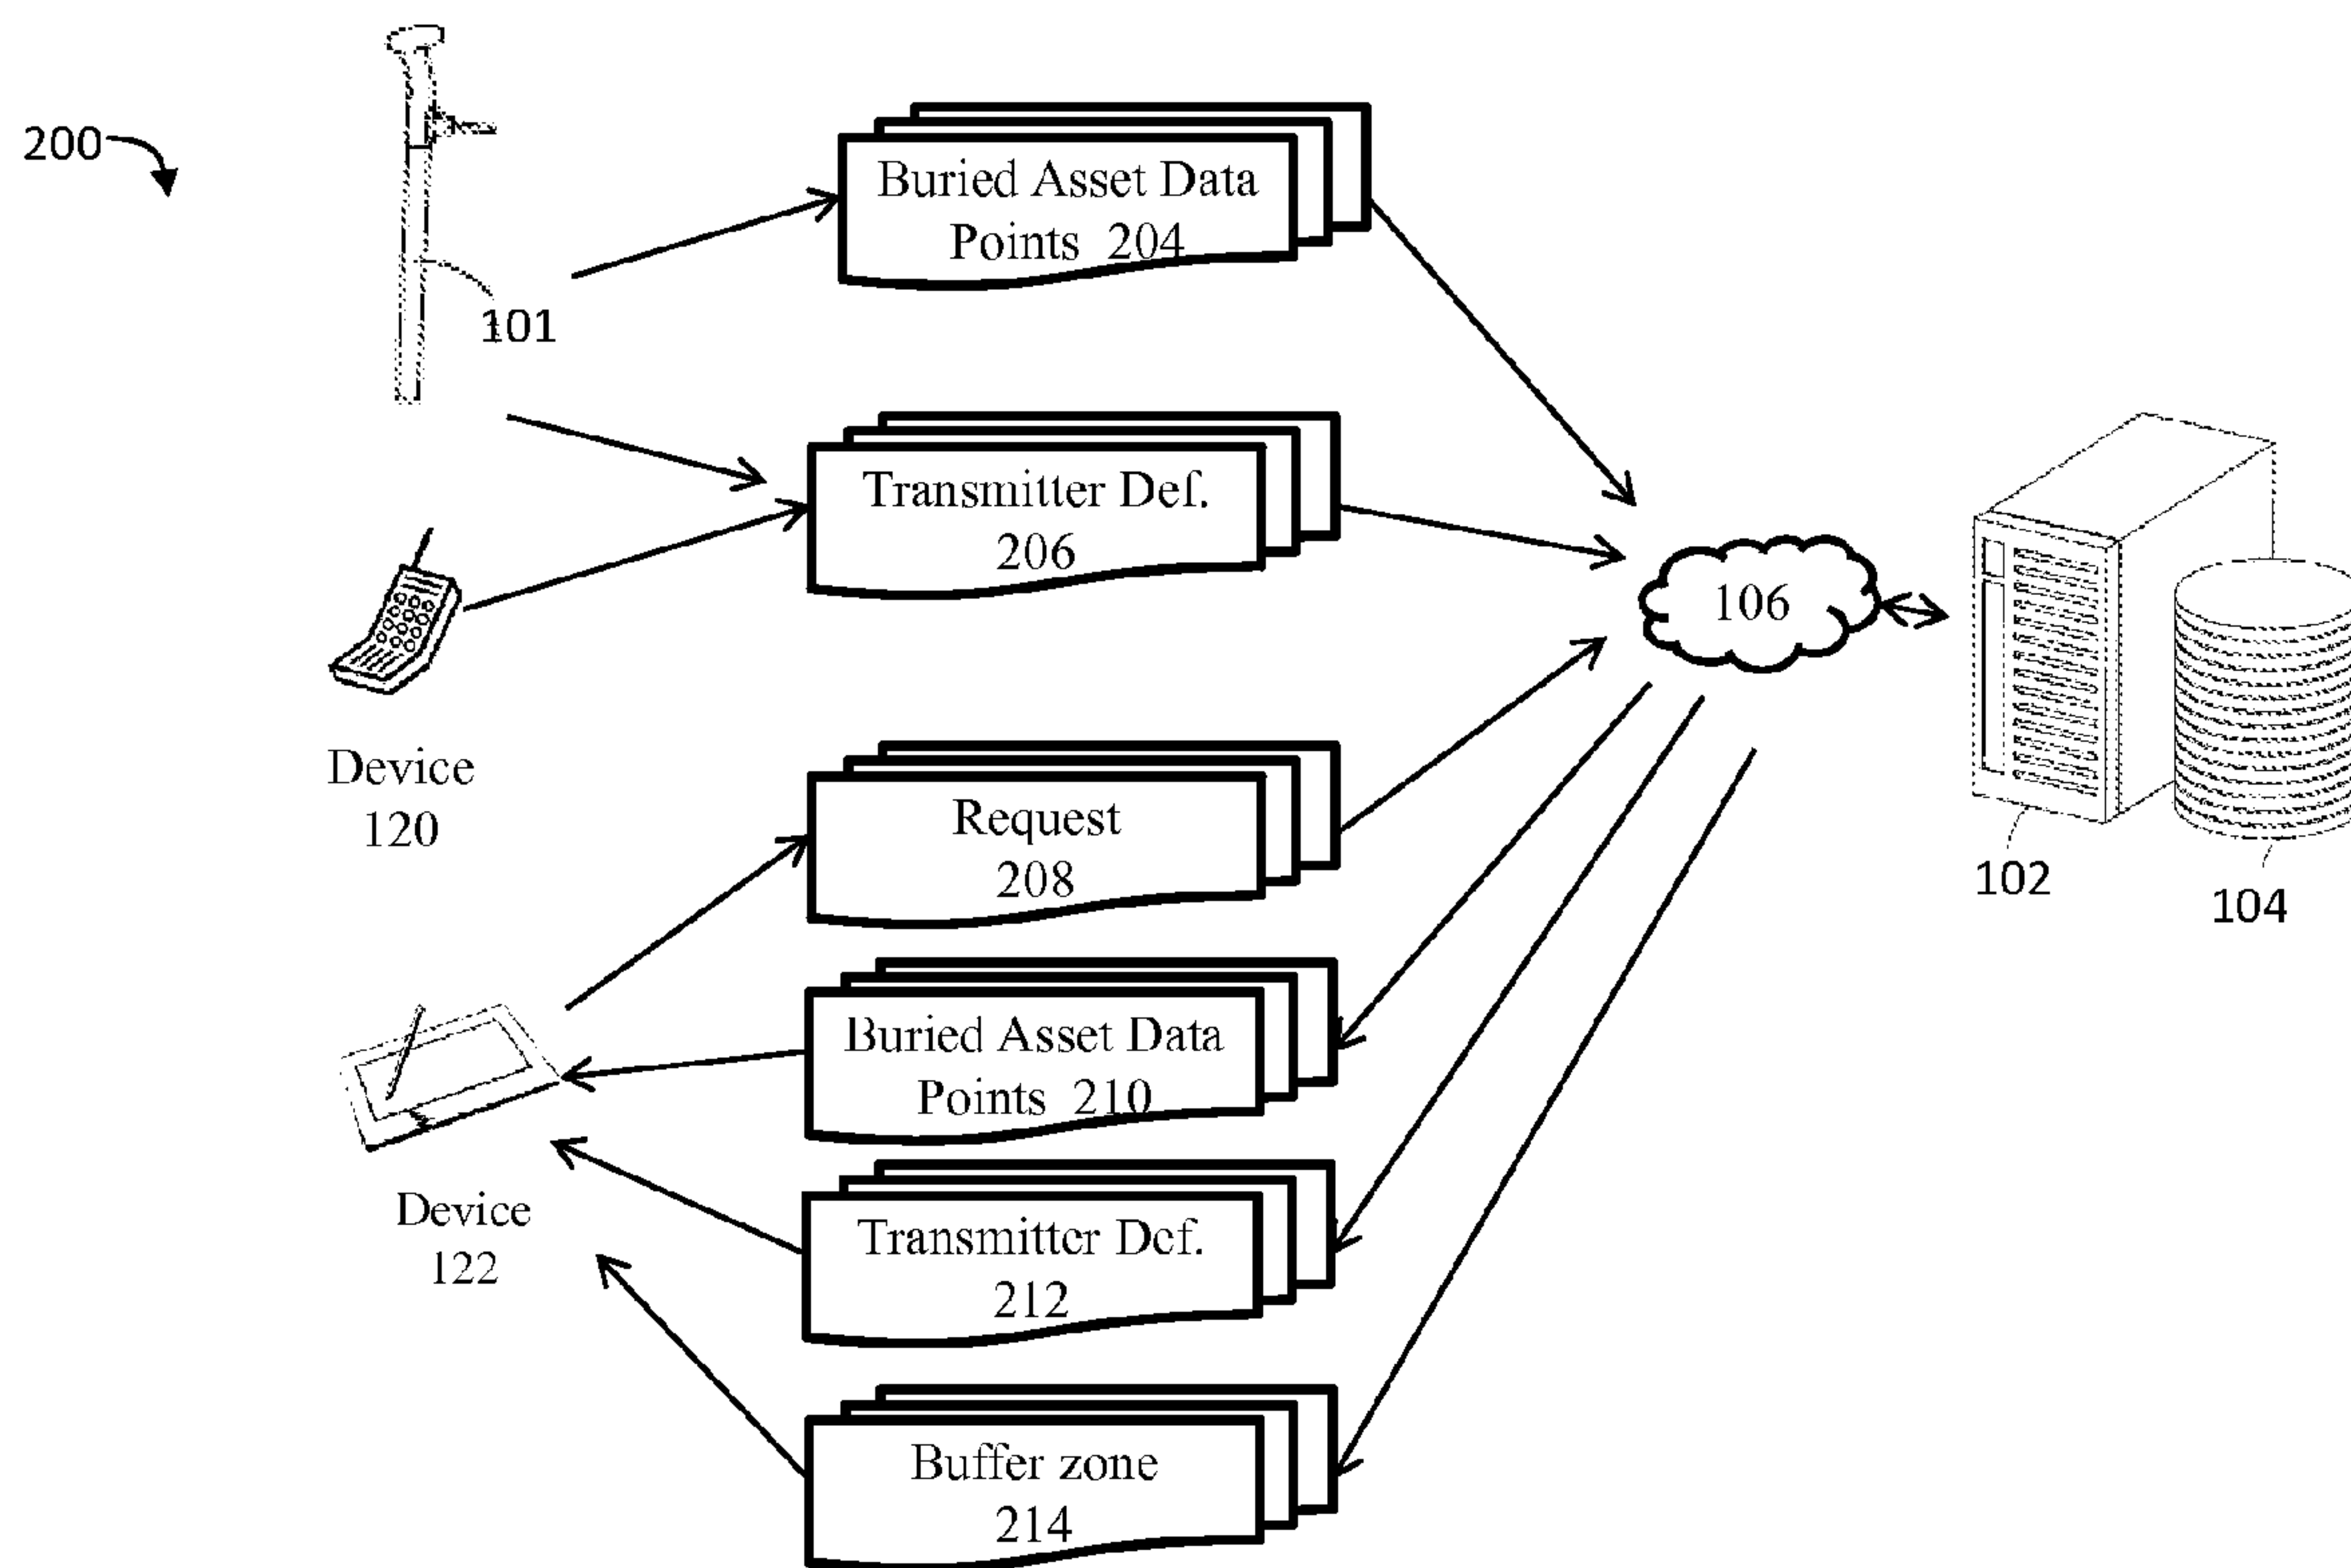 200
101
Buried Asset Data
Points 204
Transmitter Def.
206
106
Device
120
Request
208
102
104
Buried Asset Data
Points 210
Device
122
Transmitter Def.
212
Buffer zone
214